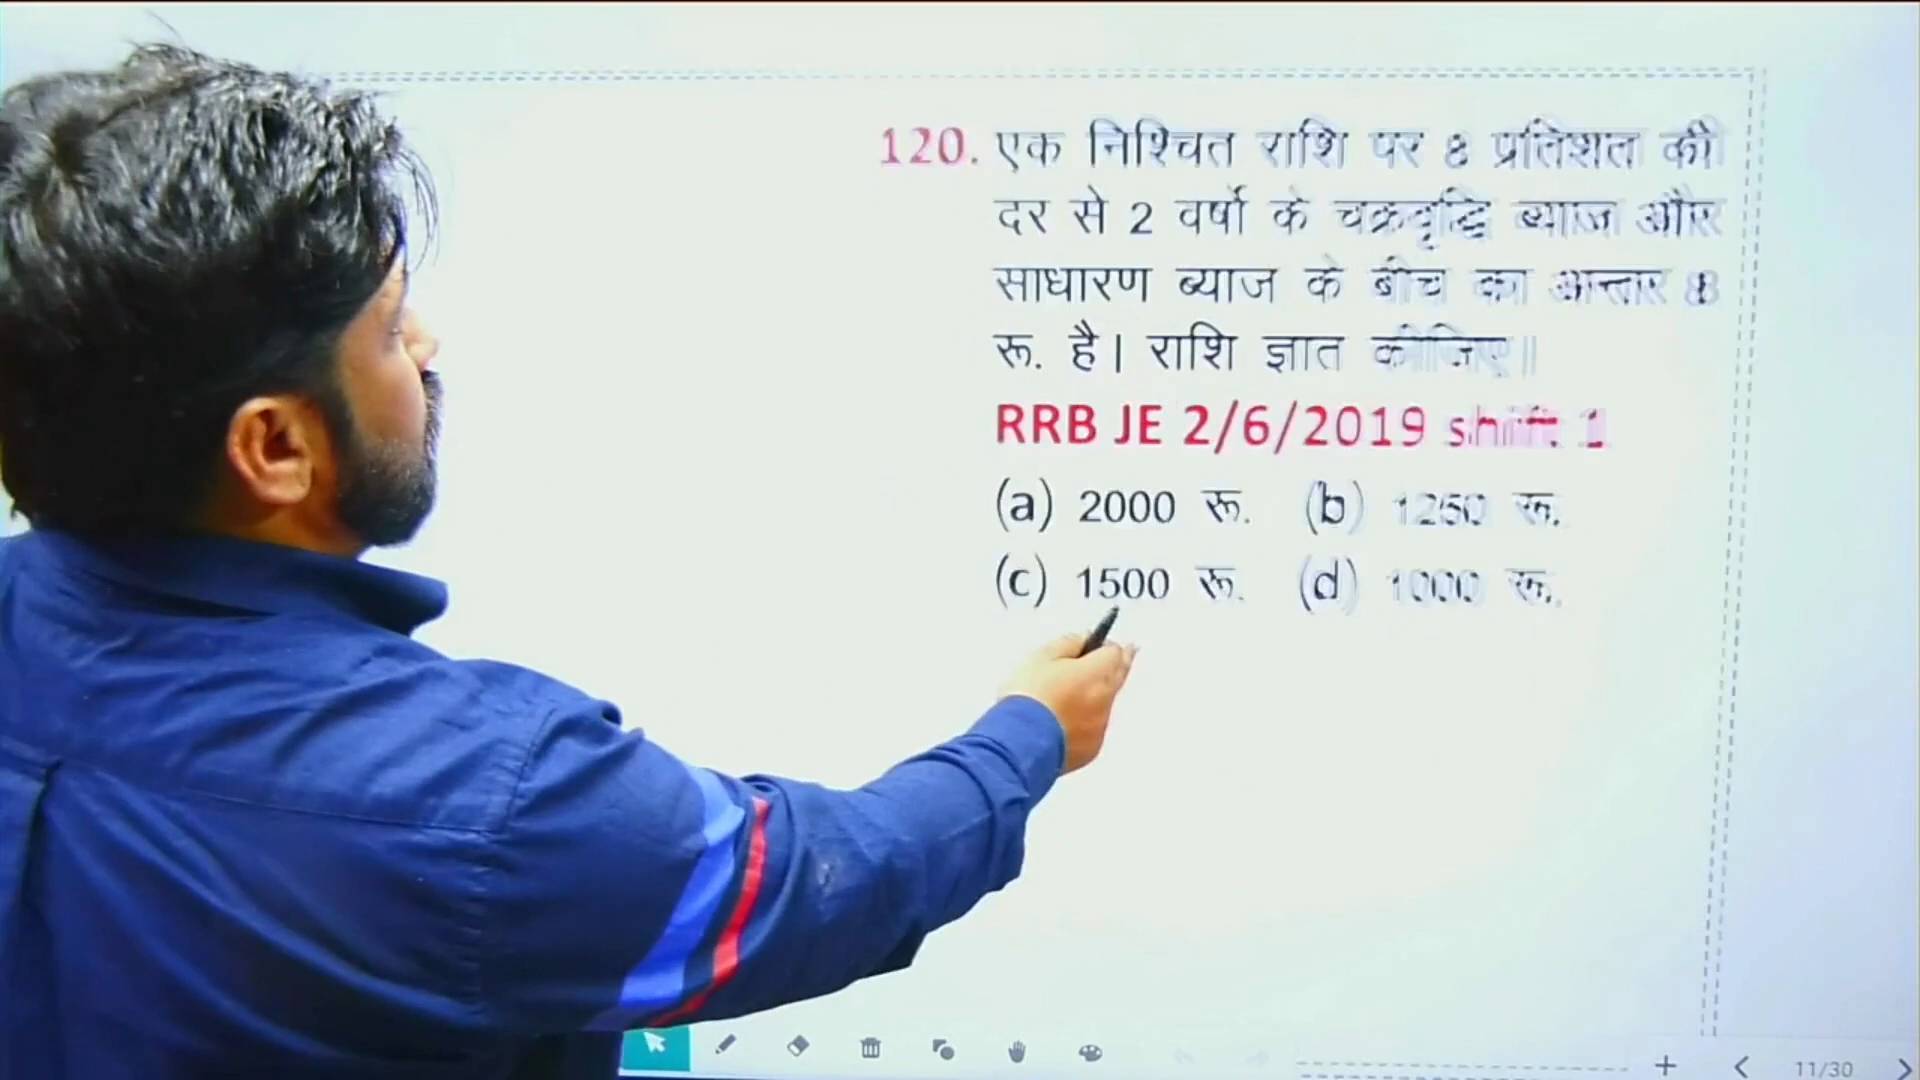 120. एक निश्चित राशि पर 8 प्रतिशत की
दर से 2 वर्षो के चक्रवृद्धि ब्याज और
साधारण ब्याज के बीच का अन्तर 8
रू. है। राशि ज्ञात कीजिए।
RRB JE 2/6/2019 shift 1
(a) 2000 रू. (b) 1250 रू.
(c) 1500 रू. (d) 1000 रू.
11/30